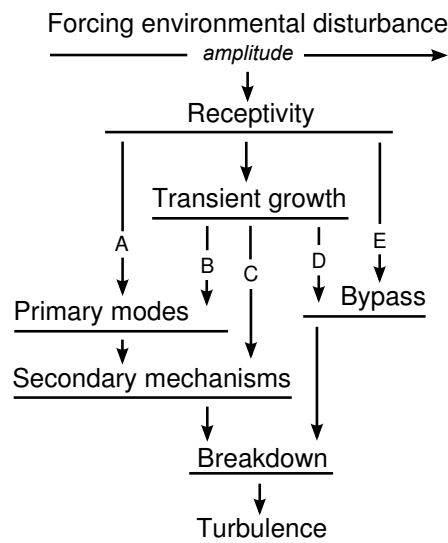 Forcing environmental disturbance
amplitude
Receptivity
Transient growth
A
B
C
D
E
Primary modes
Bypass
Secondary mechanisms
Breakdown
Turbulence